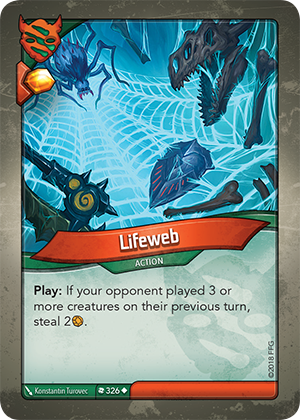 Lifeweb
ACTION
Play: If your opponent played 3 or
more creatures on their previous turn,
steal 2.
Konstantin Turovec
326
©2018 FFG